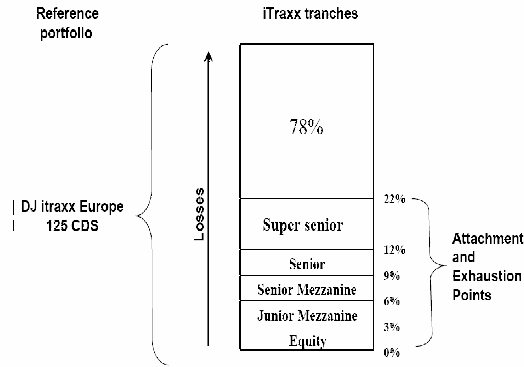 Reference
portfolio
iTraxx tranches
78%
Losses
22%
DJ itraxx Europe
125 CDS
Super senior
12%
Attachment
and
Exhaustion
Points
Senior
9%
Senior Mezzanine
6%
Junior Mezzanine
3%
Equity
0%